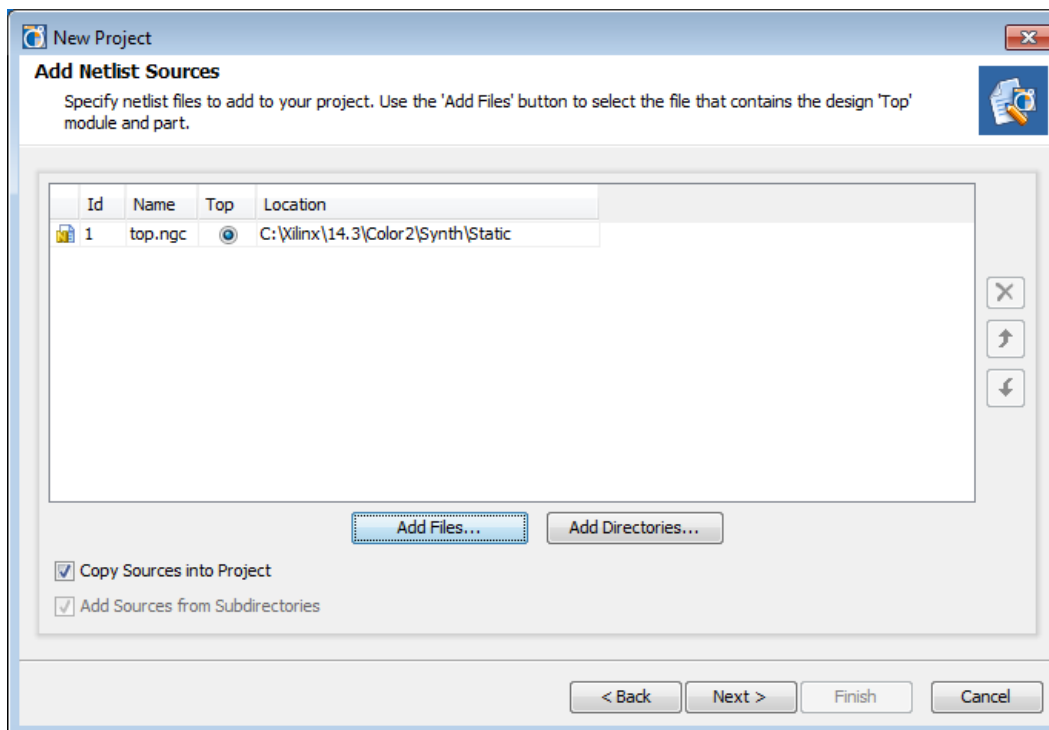 New Project
Add Netlist Sources
Specify netlist files to add to your project. Use the 'Add Files' button to select the file that contains the design 'Top'
module and part.
Id Name Top Location
1 top.ngc C:\Xilinx\14.3\Color2\Synth\Static
Add Files... Add Directories...
Copy Sources into Project
Add Sources from Subdirectories
< Back Next > Finish Cancel